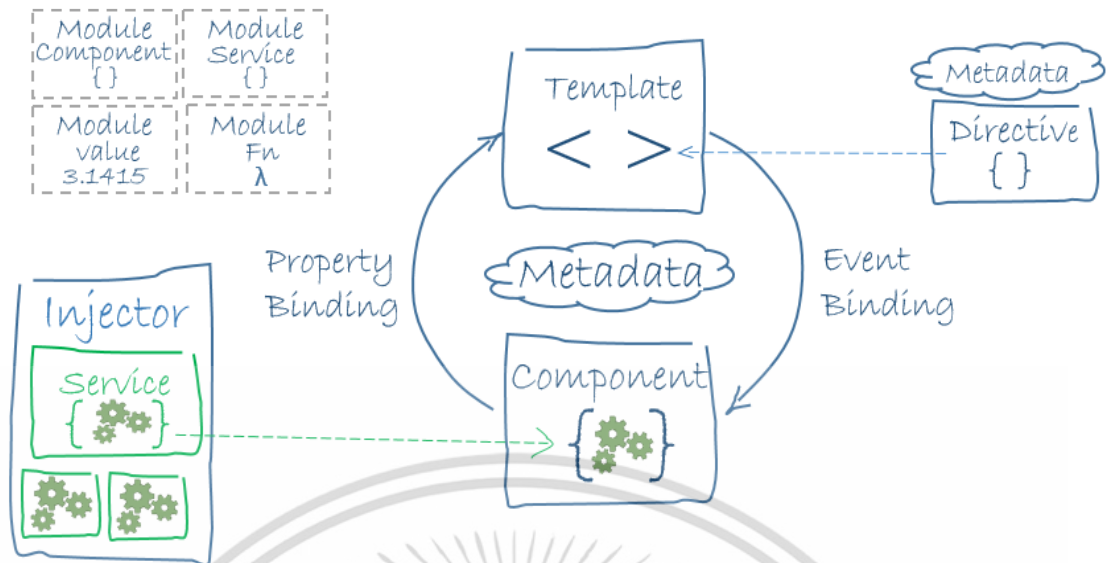 Module
Component
{ }
Module
Service
{ }
Module
value
3.1415
Module
Fn
λ
Template
< >
Metadata
Directive
{ }
Property
Binding
Metadata
Event
Binding
Injector
Service
{ }
Component
{ }